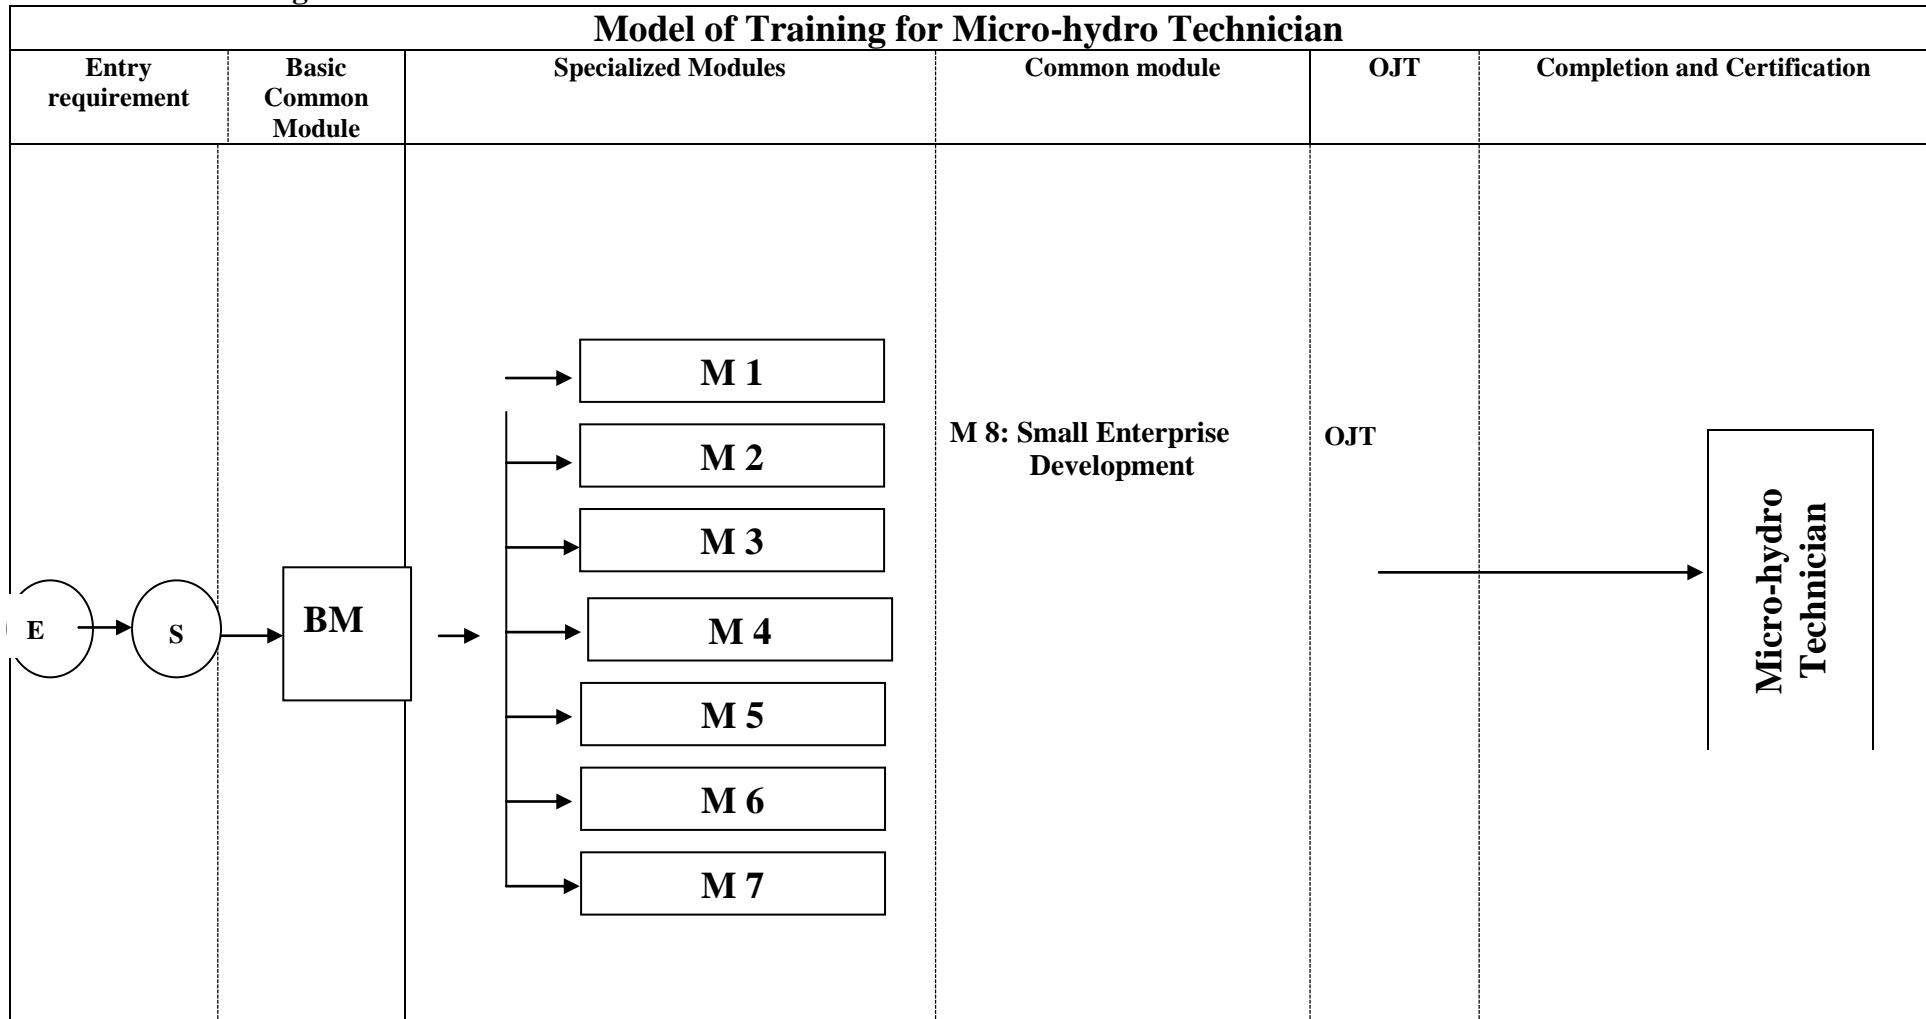 Model of Training for Micro-hydro Technician
Entry
requirement
Basic
Common
Module
Specialized Modules
Common module
OJT
Completion and Certification
M 1
M 2
M 3
M 4
M 5
M 6
M 7
M 8: Small Enterprise
Development
OJT
E
S
BM
Micro-hydro
Technician